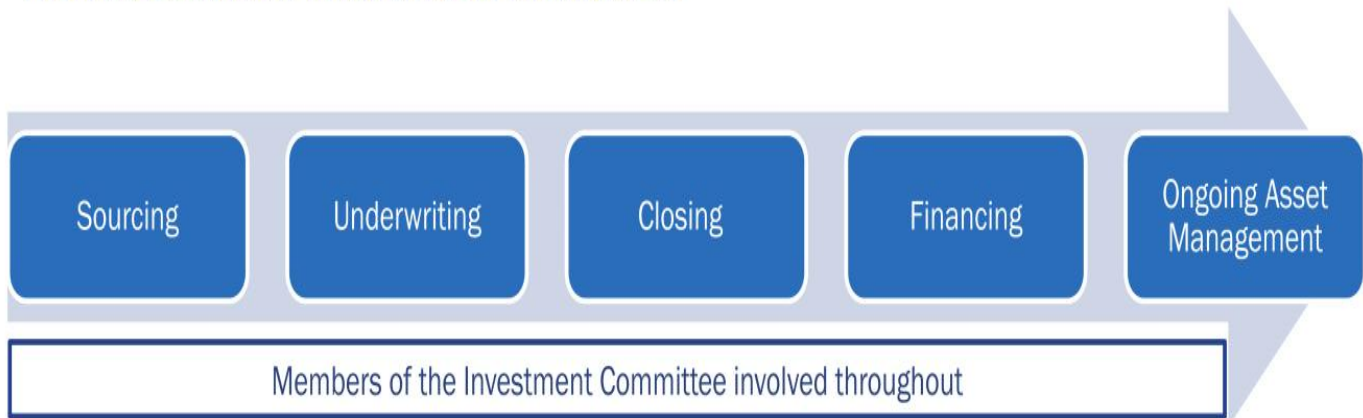 Sourcing
Underwriting
Closing
Financing
Ongoing Asset
Management
Members of the Investment Committee involved throughout